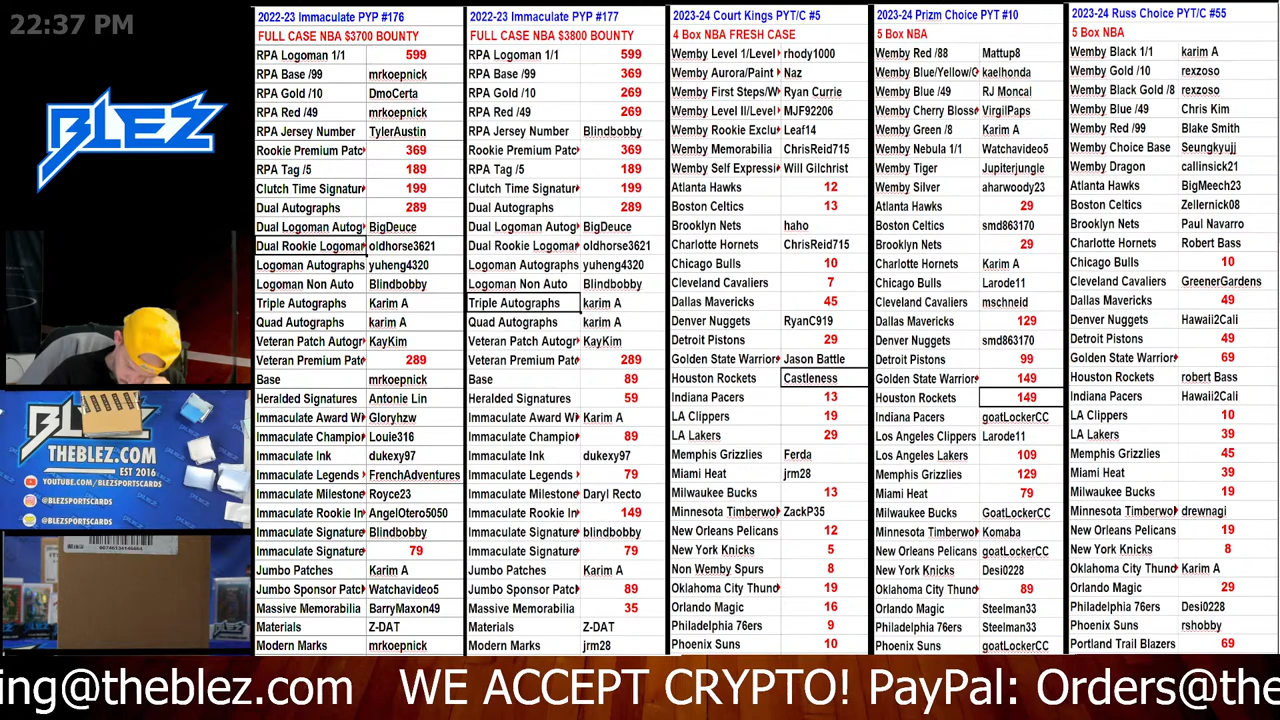 22:37 PM
BLEZ
BLEZ
THEBLEZ.COM
EST 2016
YOUTUBE.COM/BLEZSPORTSCARDS
@BLEZSPORTSCARDS
@BLEZSPORTSCARDS
2022-23 Immaculate PYP #176
FULL CASE NBA $3700 BOUNTY
RPA Logoman 1/1 599
RPA Base /99 mrkoepnick
RPA Gold /10 DmoCerta
RPA Red /49 mrkoepnick
RPA Jersey Number TylerAustin
Rookie Premium Patc 369
RPA Tag /5 189
Clutch Time Signatur 199
Dual Autographs 289
Dual Logoman Autog BigDeuce
Dual Rookie Logomar oldhorse3621
Logoman Autographs yuheng4320
Logoman Non Auto Blindbobby
Triple Autographs Karim A
Quad Autographs karim A
Veteran Patch Autogr KayKim
Veteran Premium Pat 289
Base mrkoepnick
Heralded Signatures Antonie Lin
Immaculate Award Wi Gloryhzw
Immaculate Champio Louie316
Immaculate Ink dukexy97
Immaculate Legends FrenchAdventures
Immaculate Milestone Royce23
Immaculate Rookie In AngelOtero5050
Immaculate Signature Blindbobby
Immaculate Signature 79
Jumbo Patches Karim A
Jumbo Sponsor Patc Watchavideo5
Massive Memorabilia BarryMaxon49
Materials Z-DAT
Modern Marks mrkoepnick
2022-23 Immaculate PYP #177
FULL CASE NBA $3800 BOUNTY
RPA Logoman 1/1 599
RPA Base /99 369
RPA Gold /10 269
RPA Red /49 269
RPA Jersey Number Blindbobby
Rookie Premium Patc 369
RPA Tag /5 189
Clutch Time Signatur 199
Dual Autographs 289
Dual Logoman Autog BigDeuce
Dual Rookie Logomar oldhorse3621
Logoman Autographs yuheng4320
Logoman Non Auto Blindbobby
Triple Autographs karim A
Quad Autographs karim A
Veteran Patch Autogr KayKim
Veteran Premium Pat 289
Base 89
Heralded Signatures 59
Immaculate Award Wi Karim A
Immaculate Champio 89
Immaculate Ink dukexy97
Immaculate Legends 79
Immaculate Milestone Daryl Recto
Immaculate Rookie In 149
Immaculate Signature blindbobby
Immaculate Signature 79
Jumbo Patches Karim A
Jumbo Sponsor Patc 89
Massive Memorabilia 35
Materials Z-DAT
Modern Marks jrm28
2023-24 Court Kings PYT/C #5
4 Box NBA FRESH CASE
Wemby Level 1/Level rhody1000
Wemby Aurora/Paint Naz
Wemby First Steps/W Ryan Currie
Wemby Level II/Level MJF92206
Wemby Rookie Exclu Leaf14
Wemby Memorabilia ChrisReid715
Wemby Self Expressi Will Gilchrist
Atlanta Hawks 12
Boston Celtics 13
Brooklyn Nets haho
Charlotte Hornets ChrisReid715
Chicago Bulls 10
Cleveland Cavaliers 7
Dallas Mavericks 45
Denver Nuggets RyanC919
Detroit Pistons 29
Golden State Warrior Jason Battle
Houston Rockets Castleness
Indiana Pacers 13
LA Clippers 19
LA Lakers 29
Memphis Grizzlies Ferda
Miami Heat jrm28
Milwaukee Bucks 13
Minnesota Timberwo ZackP35
New Orleans Pelicans 12
New York Knicks 5
Non Wemby Spurs 8
Oklahoma City Thund 19
Orlando Magic 16
Philadelphia 76ers 9
Phoenix Suns 10
2023-24 Prizm Choice PYT #10
5 Box NBA
Wemby Red /88 Mattup8
Wemby Blue/Yellow/G kaelhonda
Wemby Blue /49 RJ Moncal
Wemby Cherry Blosso VirgilPaps
Wemby Green /8 Karim A
Wemby Nebula 1/1 Watchavideo5
Wemby Tiger Jupiterjungle
Wemby Silver aharwoody23
Atlanta Hawks 29
Boston Celtics smd863170
Brooklyn Nets 29
Charlotte Hornets Karim A
Chicago Bulls Larode11
Cleveland Cavaliers mschneid
Dallas Mavericks 129
Denver Nuggets smd863170
Detroit Pistons 99
Golden State Warrior 149
Houston Rockets 149
Indiana Pacers goatLockerCC
Los Angeles Clippers Larode11
Los Angeles Lakers 109
Memphis Grizzlies 129
Miami Heat 79
Milwaukee Bucks GoatLockerCC
Minnesota Timberwo Komaba
New Orleans Pelicans goatLockerCC
New York Knicks Desi0228
Oklahoma City Thund 89
Orlando Magic Steelman33
Philadelphia 76ers Steelman33
Phoenix Suns goatLockerCC
2023-24 Russ Choice PYT/C #55
5 Box NBA
Wemby Black 1/1 karim A
Wemby Gold /10 rexzoso
Wemby Black Gold /8 rexzoso
Wemby Blue /49 Chris Kim
Wemby Red /99 Blake Smith
Wemby Choice Base Seungkyujj
Wemby Dragon callinsick21
Atlanta Hawks BigMeech23
Boston Celtics Zellernick08
Brooklyn Nets Paul Navarro
Charlotte Hornets Robert Bass
Chicago Bulls 10
Cleveland Cavaliers GreenerGardens
Dallas Mavericks 49
Denver Nuggets Hawaii2Cali
Detroit Pistons 49
Golden State Warrior 69
Houston Rockets robert Bass
Indiana Pacers Hawaii2Cali
LA Clippers 10
LA Lakers 39
Memphis Grizzlies 45
Miami Heat 39
Milwaukee Bucks 19
Minnesota Timberwo drewnagi
New Orleans Pelicans 19
New York Knicks 8
Oklahoma City Thund Karim A
Orlando Magic 29
Philadelphia 76ers Desi0228
Phoenix Suns rshobby
Portland Trail Blazers 69
ing@theblez.com WE ACCEPT CRYPTO! PayPal: Orders@the